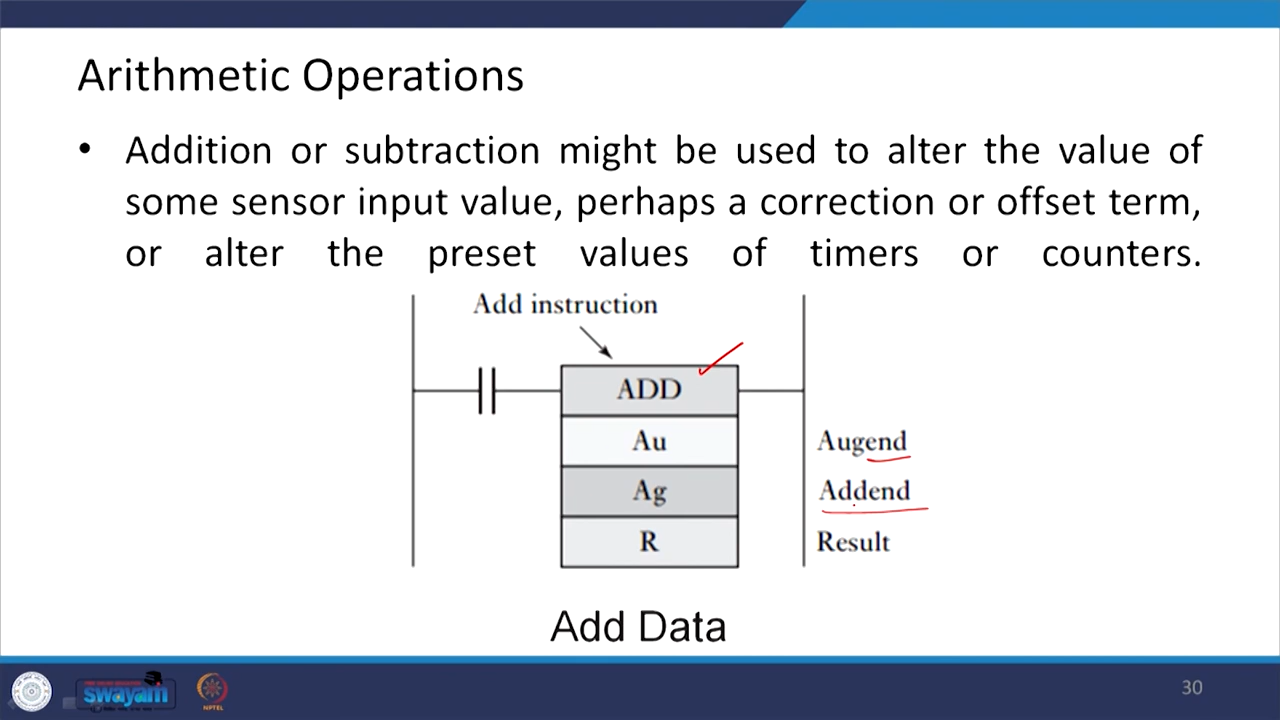 Arithmetic Operations
• Addition or subtraction might be used to alter the value of
some sensor input value, perhaps a correction or offset term,
or alter the preset values of timers or counters.
Add instruction
ADD
Au
Augend
Ag
Addend
R
Result
Add Data
swayam
NPTEL
30